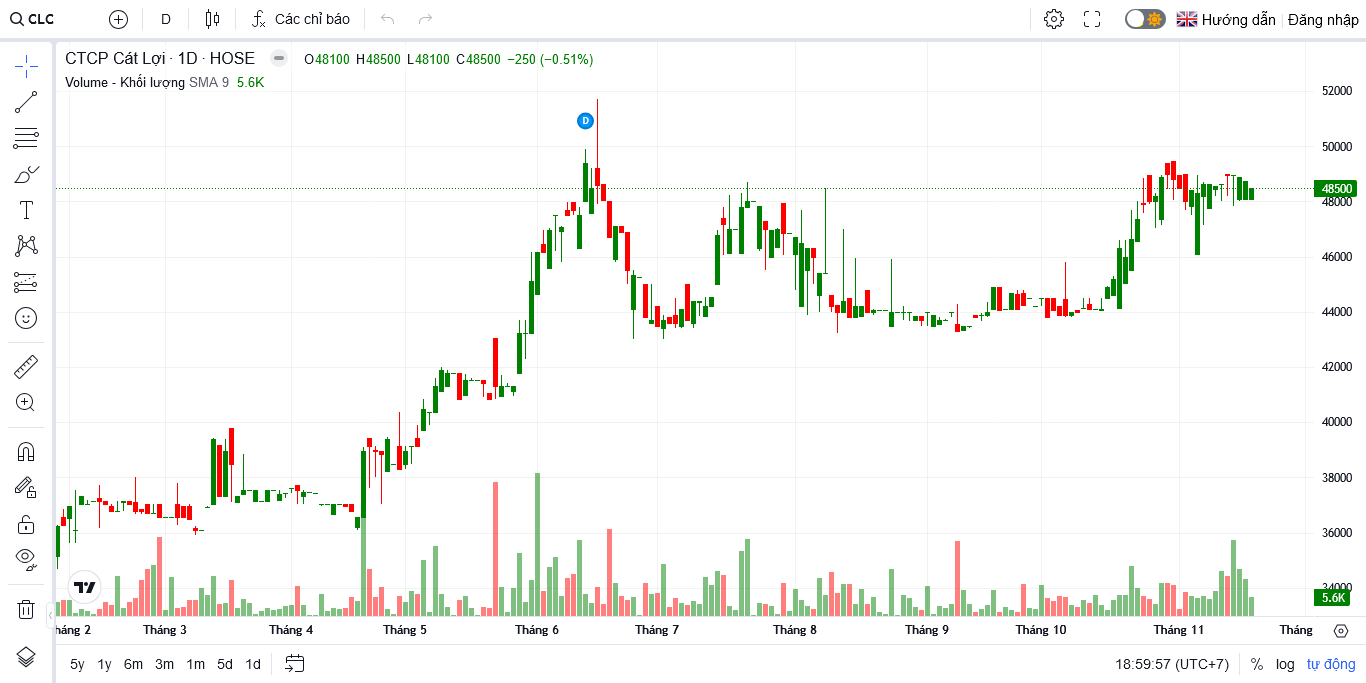 CLC D Các chỉ báo Hướng dẫn Đăng nhập
CTCP Cát Lợi · 1D · HOSE O48100 H48500 L48100 C48500 −250 (−0.51%)
Volume - Khối lượng SMA 9 5.6K
52000
D
50000
48500
48000
46000
44000
42000
40000
38000
36000
34000
5.6K
háng 2 Tháng 3 Tháng 4 Tháng 5 Tháng 6 Tháng 7 Tháng 8 Tháng 9 Tháng 10 Tháng 11 Tháng
5y 1y 6m 3m 1m 5d 1d 18:59:57 (UTC+7) % log tự động